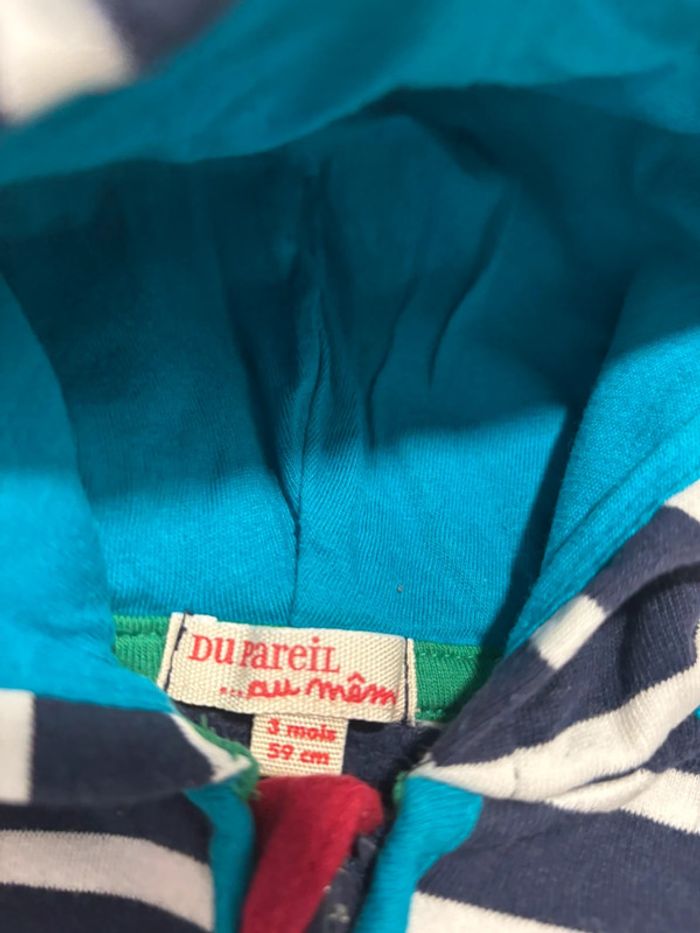 DU PAREIL
...au mêm
3 mois
59 cm